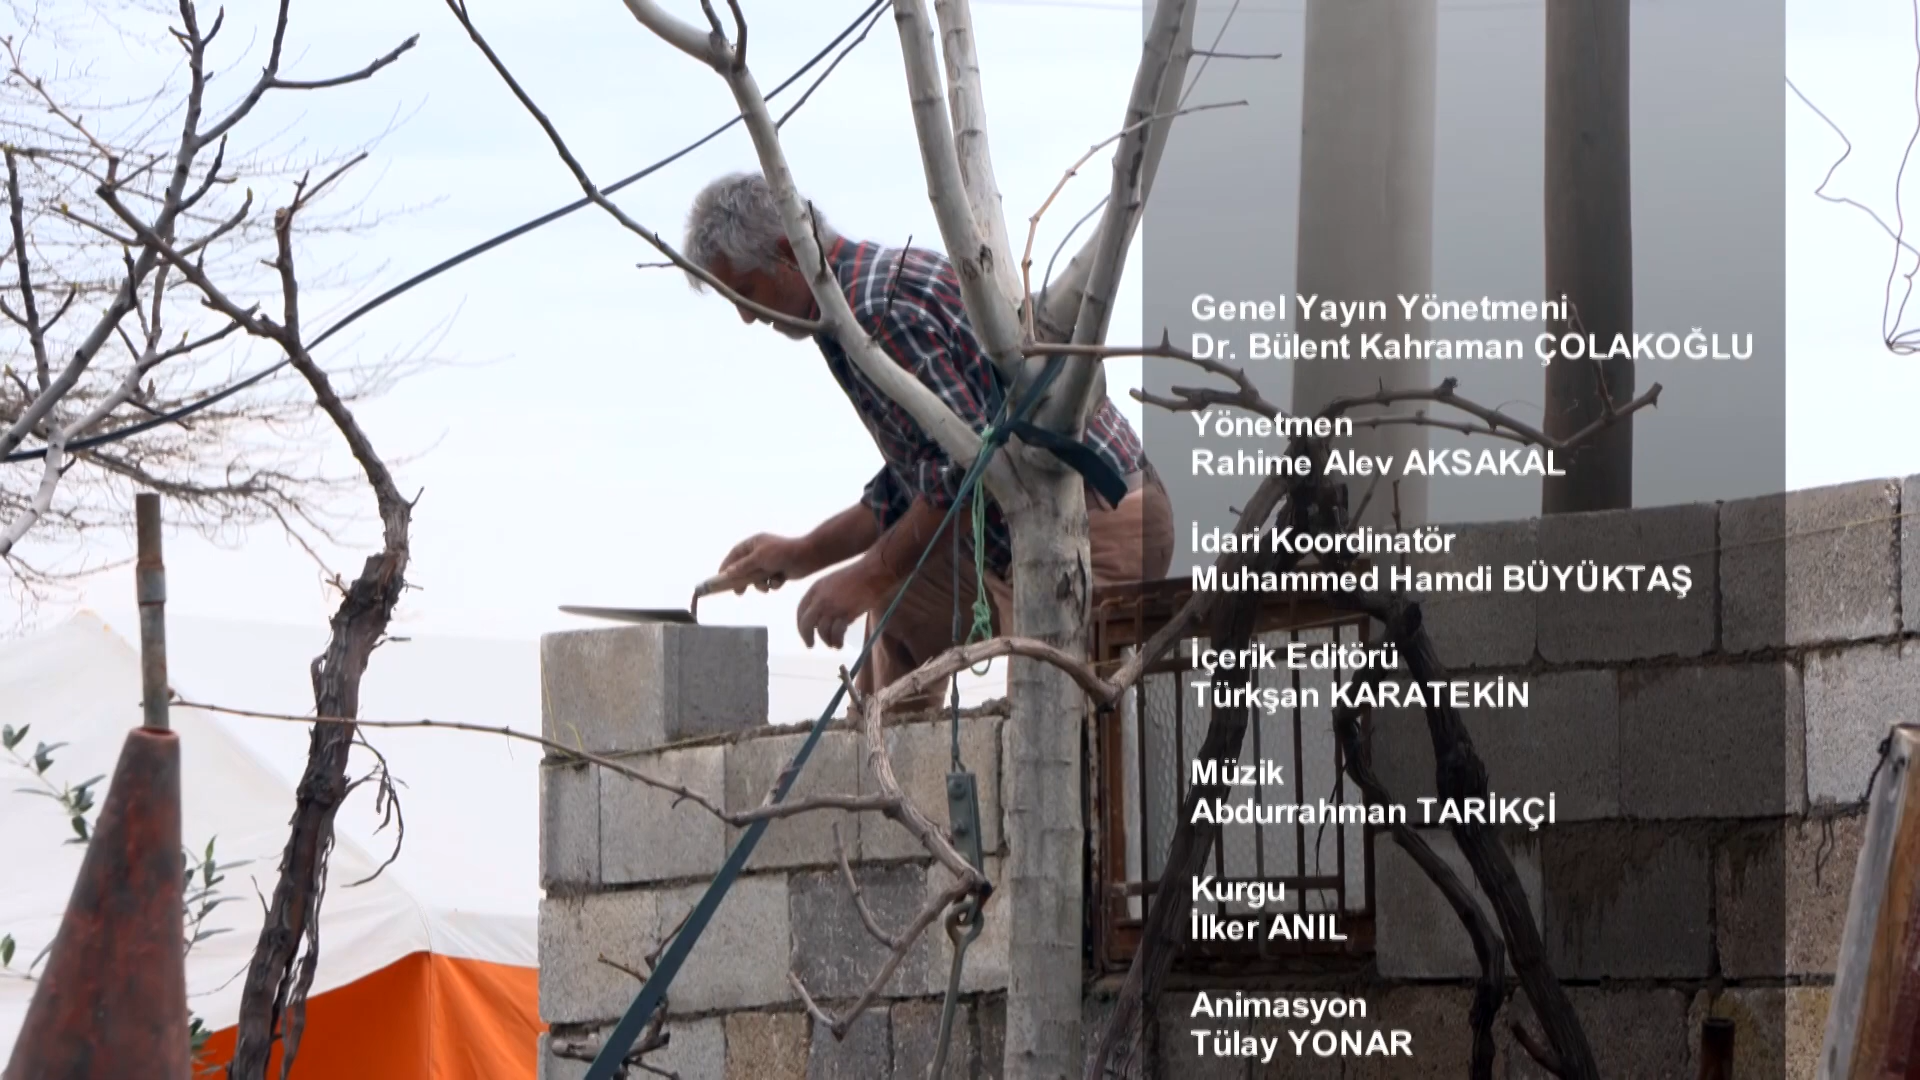 Genel Yayın Yönetmeni
Dr. Bülent Kahraman ÇOLAKOĞLU
Yönetmen
Rahime Alev AKSAKAL
İdari Koordinatör
Muhammed Hamdi BÜYÜKTAŞ
İçerik Editörü
Türkşan KARATEKİN
Müzik
Abdurrahman TARİKÇİ
Kurgu
İlker ANIL
Animasyon
Tülay YONAR